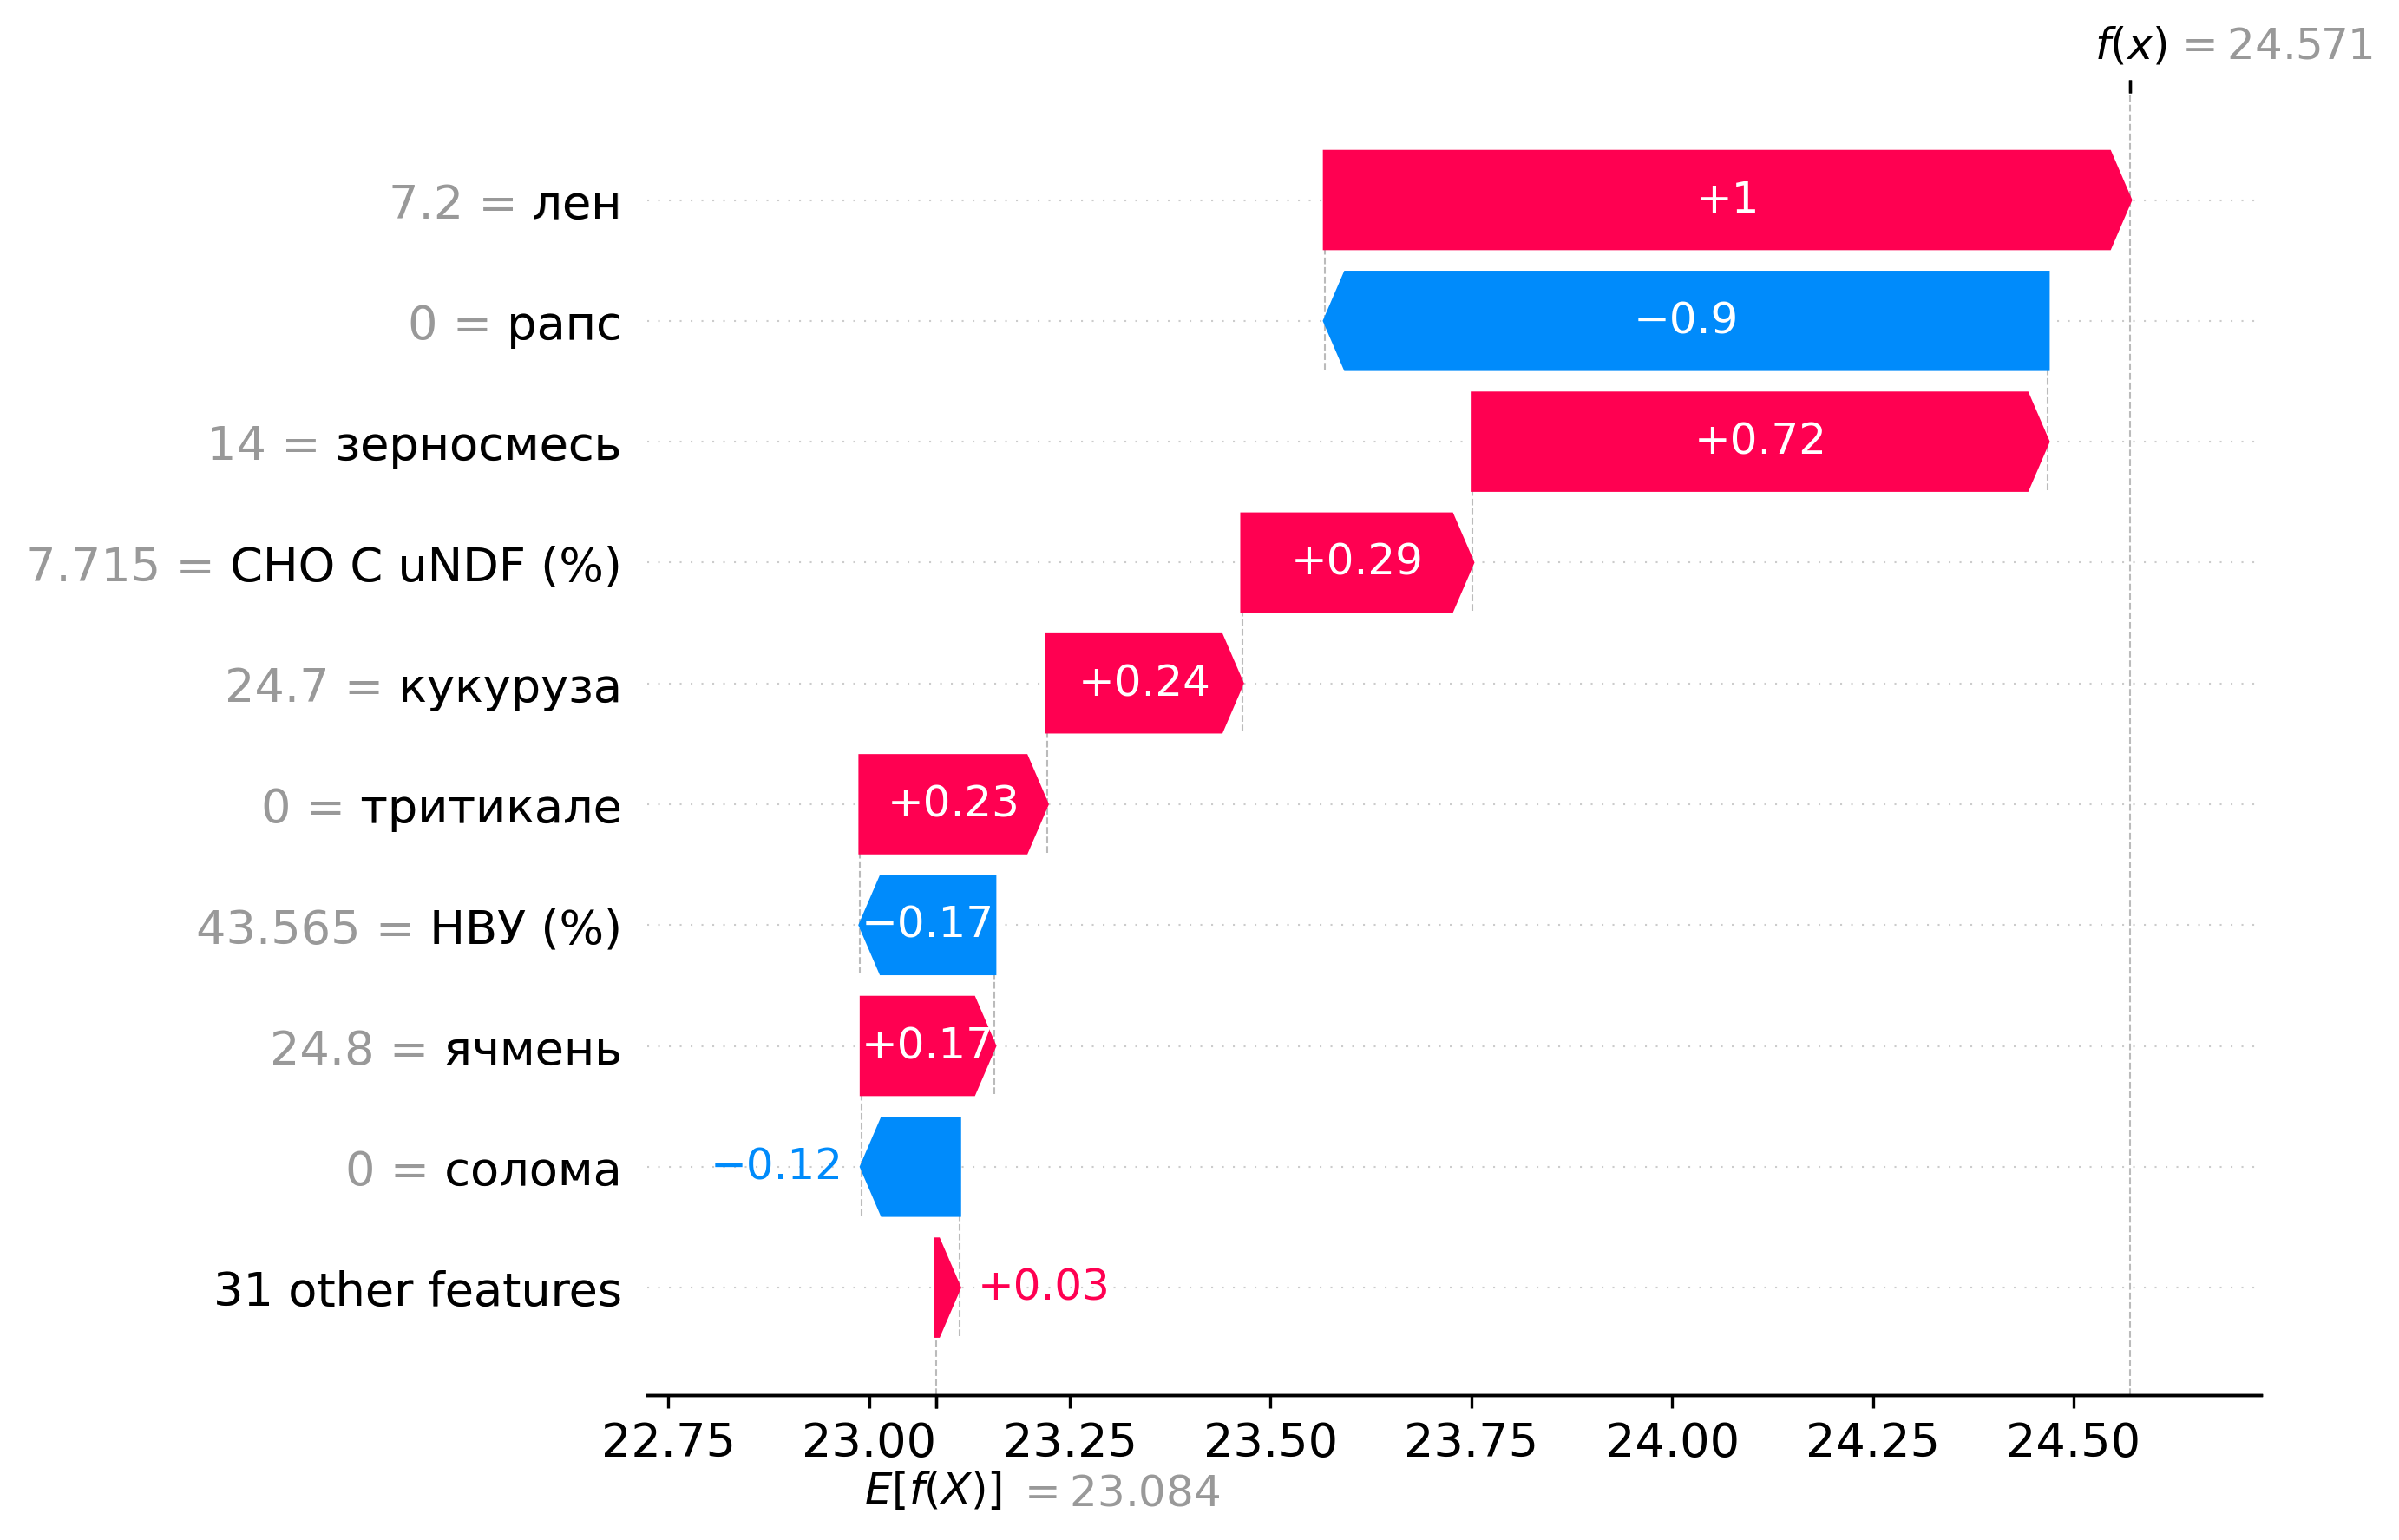 f(x) = 24.571
7.2 = лен
+1
0 = рапс
−0.9
14 = зерносмесь
+0.72
7.715 = CHO C uNDF (%)
+0.29
24.7 = кукуруза
+0.24
0 = тритикале
+0.23
43.565 = НВУ (%)
−0.17
24.8 = ячмень
+0.17
0 = солома
−0.12
31 other features
+0.03
22.75 23.00 23.25 23.50 23.75 24.00 24.25 24.50
E[f(X)] = 23.084